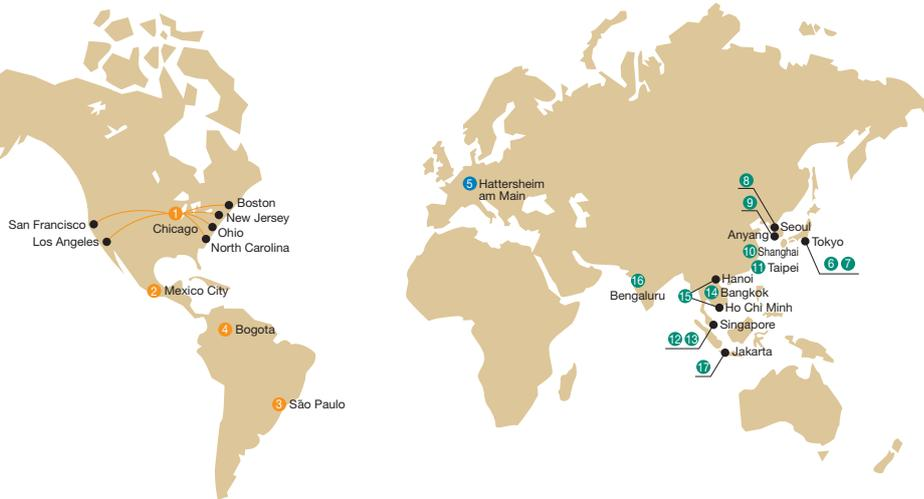 8
5 Hattersheim
am Main
9
Boston
1
New Jersey
San Francisco
Chicago
Ohio
Seoul
Anyang
Los Angeles
North Carolina
Tokyo
10 Shanghai
6 7
11 Taipei
16
Hanoi
2 Mexico City
Bengaluru
15
14 Bangkok
Ho Chi Minh
4 Bogota
Singapore
12 13
Jakarta
17
3 São Paulo